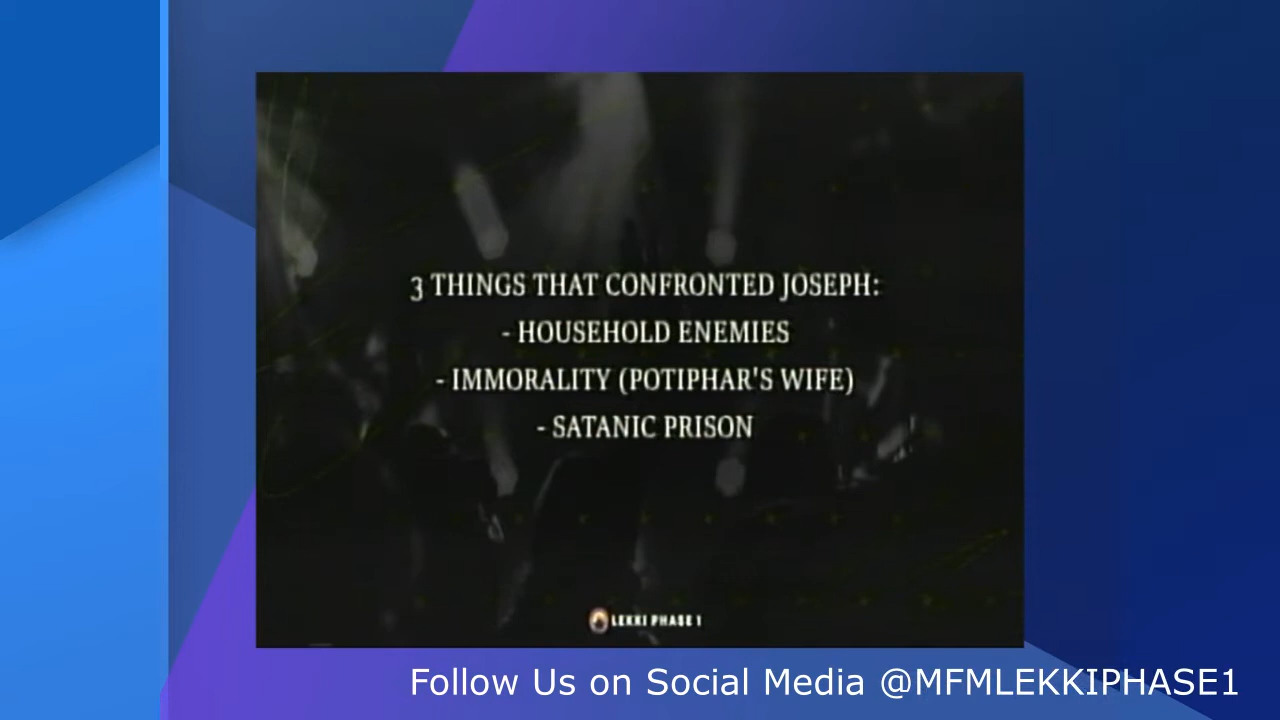 3 THINGS THAT CONFRONTED JOSEPH:
- HOUSEHOLD ENEMIES
- IMMORALITY (POTIPHAR'S WIFE)
- SATANIC PRISON
LEKKI PHASE 1
Follow Us on Social Media @MFMLEKKIPHASE1